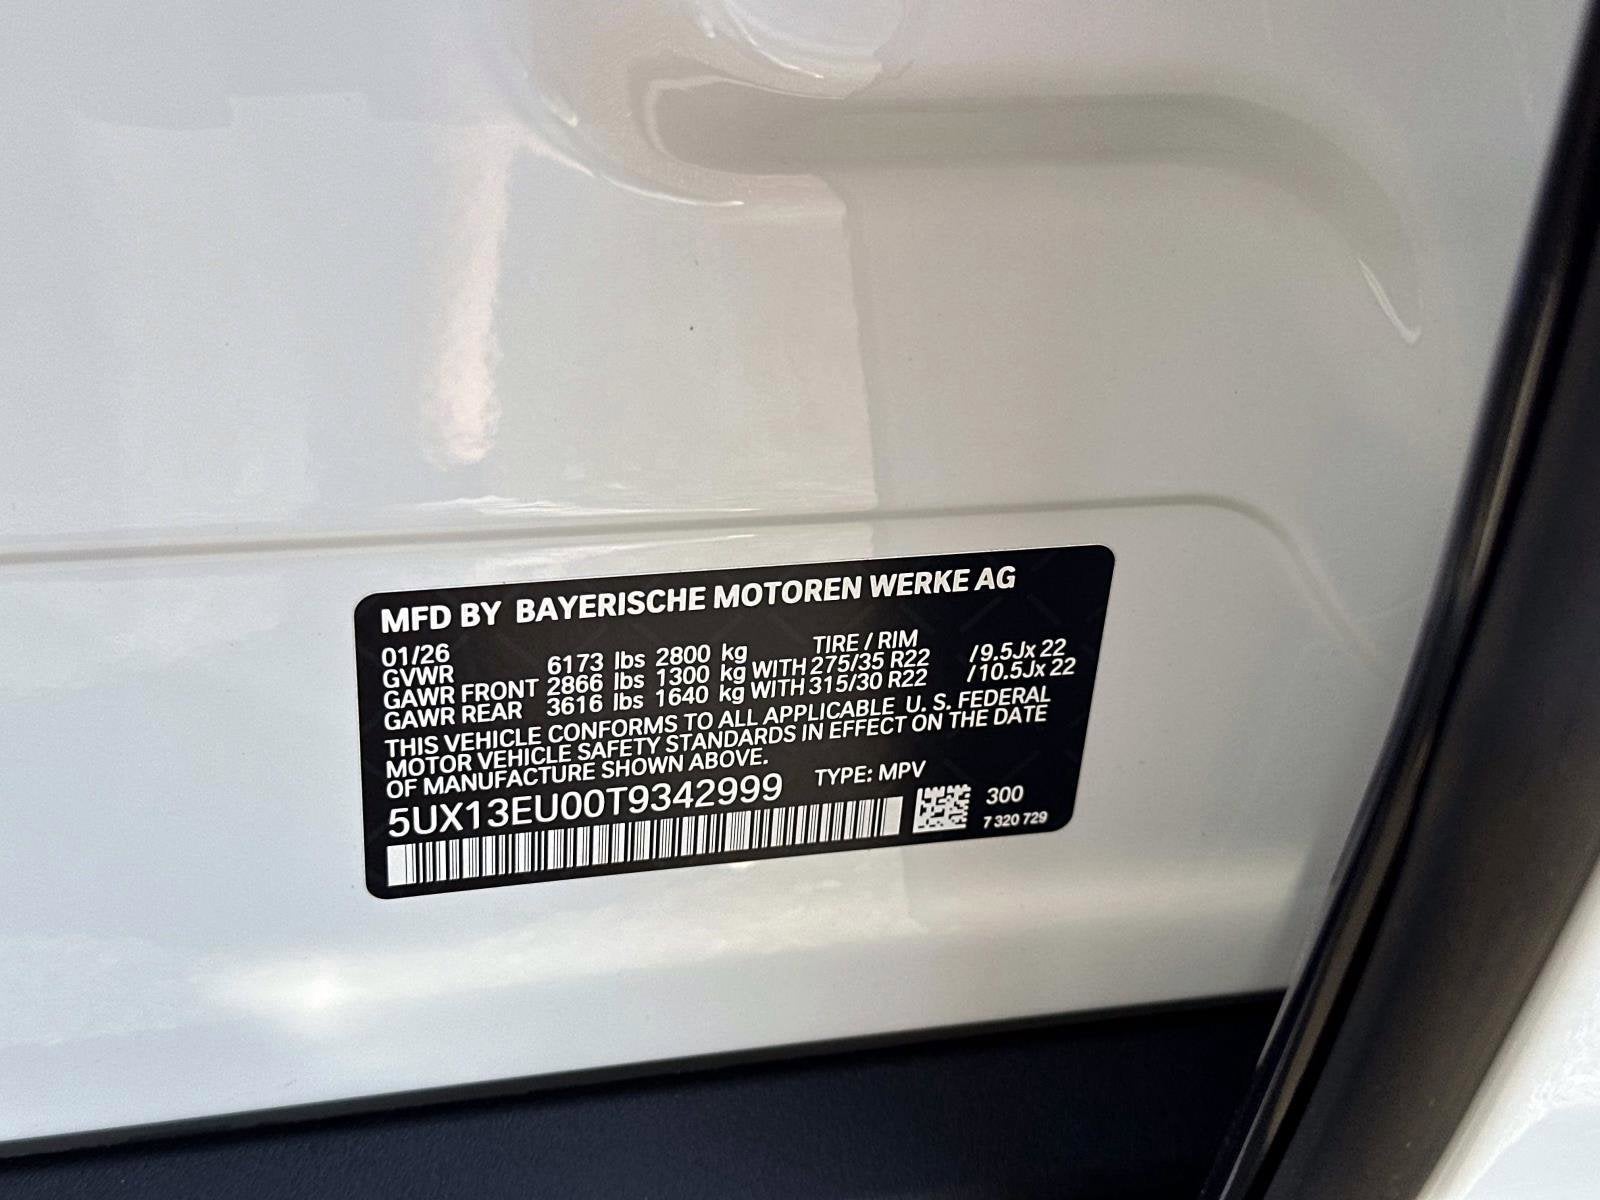 MFD BY BAYERISCHE MOTOREN WERKE AG
01/26 TIRE / RIM
GVWR 6173 lbs 2800 kg
GAWR FRONT 2866 lbs 1300 kg WITH 275/35 R22 /9.5Jx 22
GAWR REAR 3616 lbs 1640 kg WITH 315/30 R22 /10.5Jx 22
THIS VEHICLE CONFORMS TO ALL APPLICABLE U. S. FEDERAL
MOTOR VEHICLE SAFETY STANDARDS IN EFFECT ON THE DATE
OF MANUFACTURE SHOWN ABOVE.
5UX13EU00T9342999 TYPE: MPV
300
7 320 729